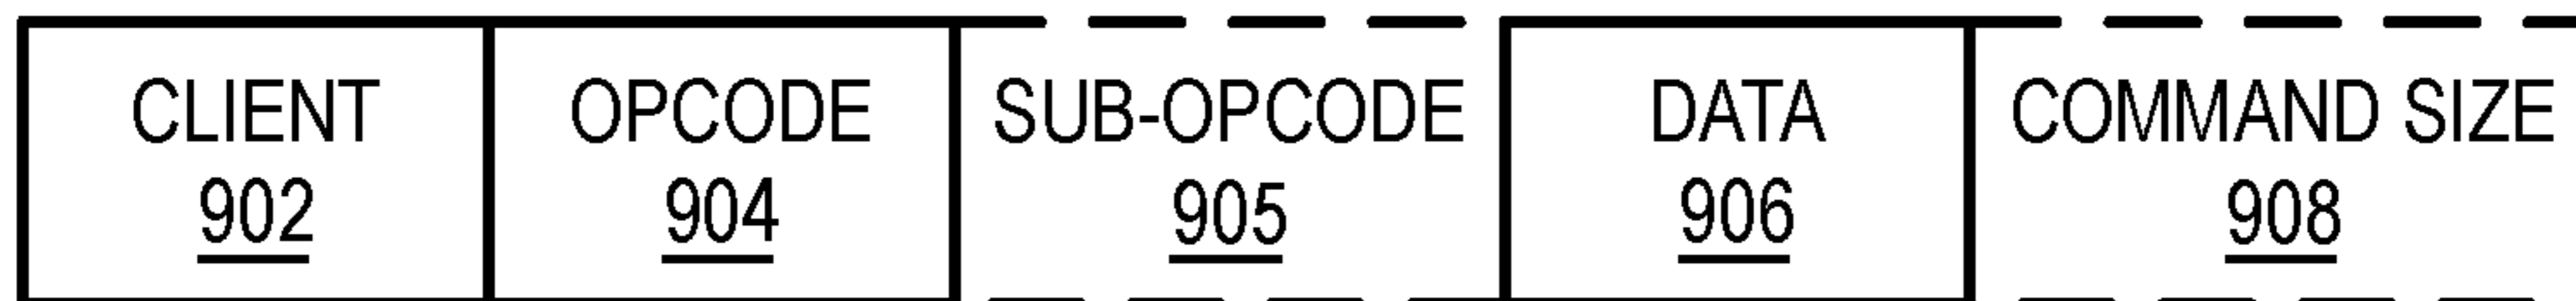 CLIENT OPCODE SUB-OPCODE DATA COMMAND SIZE
902 904 905 906 908